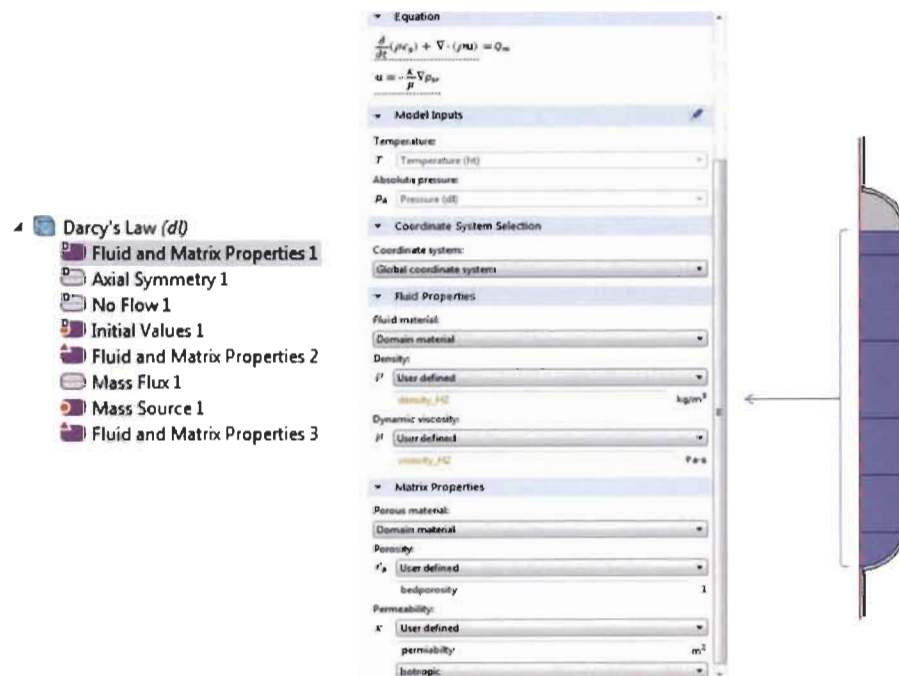 Darcy's Law (dl)
Fluid and Matrix Properties 1
Axial Symmetry 1
No Flow 1
Initial Values 1
Fluid and Matrix Properties 2
Mass Flux 1
Mass Source 1
Fluid and Matrix Properties 3
Equation
∂/∂t(ρεp) + ∇·(ρu) = Qm
u = -κ/μ∇p
Model Inputs
Temperature:
T Temperature (ht)
Absolute pressure:
pA Pressure (dl)
Coordinate System Selection
Coordinate system:
Global coordinate system
Fluid Properties
Fluid material:
Domain material
Density:
ρ User defined
density_H2 kg/m³
Dynamic viscosity:
μ User defined
viscosity_H2 Pa·s
Matrix Properties
Porous material:
Domain material
Porosity:
εp User defined
bedporosity 1
Permeability:
κ User defined
permiabilty m²
Isotropic